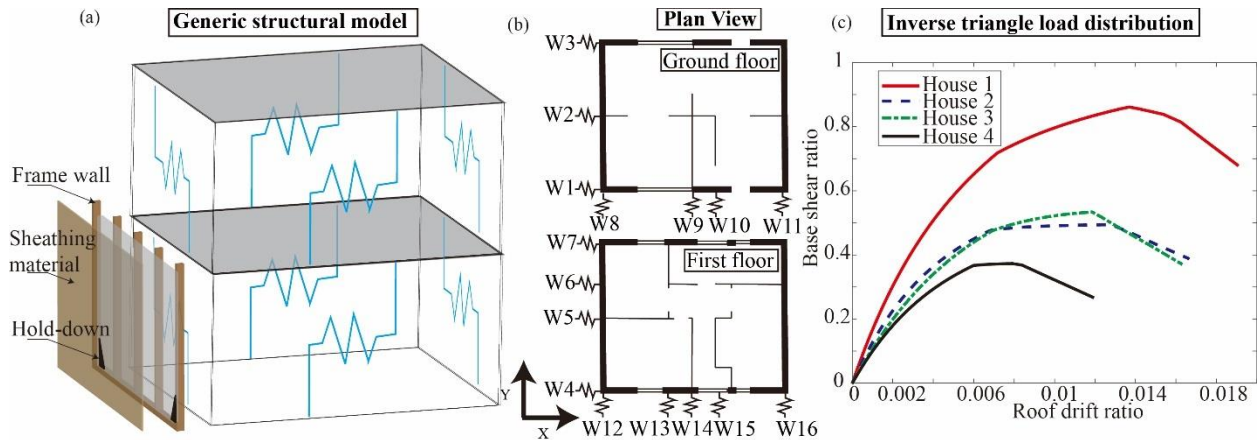 (a)
Generic structural model
Frame wall
Sheathing
material
Hold-down
(b)
Plan View
W3
Ground floor
W2
W1
W8 W9 W10 W11
W7
First floor
W6
W5
W4
W12 W13 W14 W15 W16
Y
X
(c)
Inverse triangle load distribution
House 1
House 2
House 3
House 4
Base shear ratio
1
0.8
0.6
0.4
0.2
0
0 0.002 0.006 0.01 0.014 0.018
Roof drift ratio